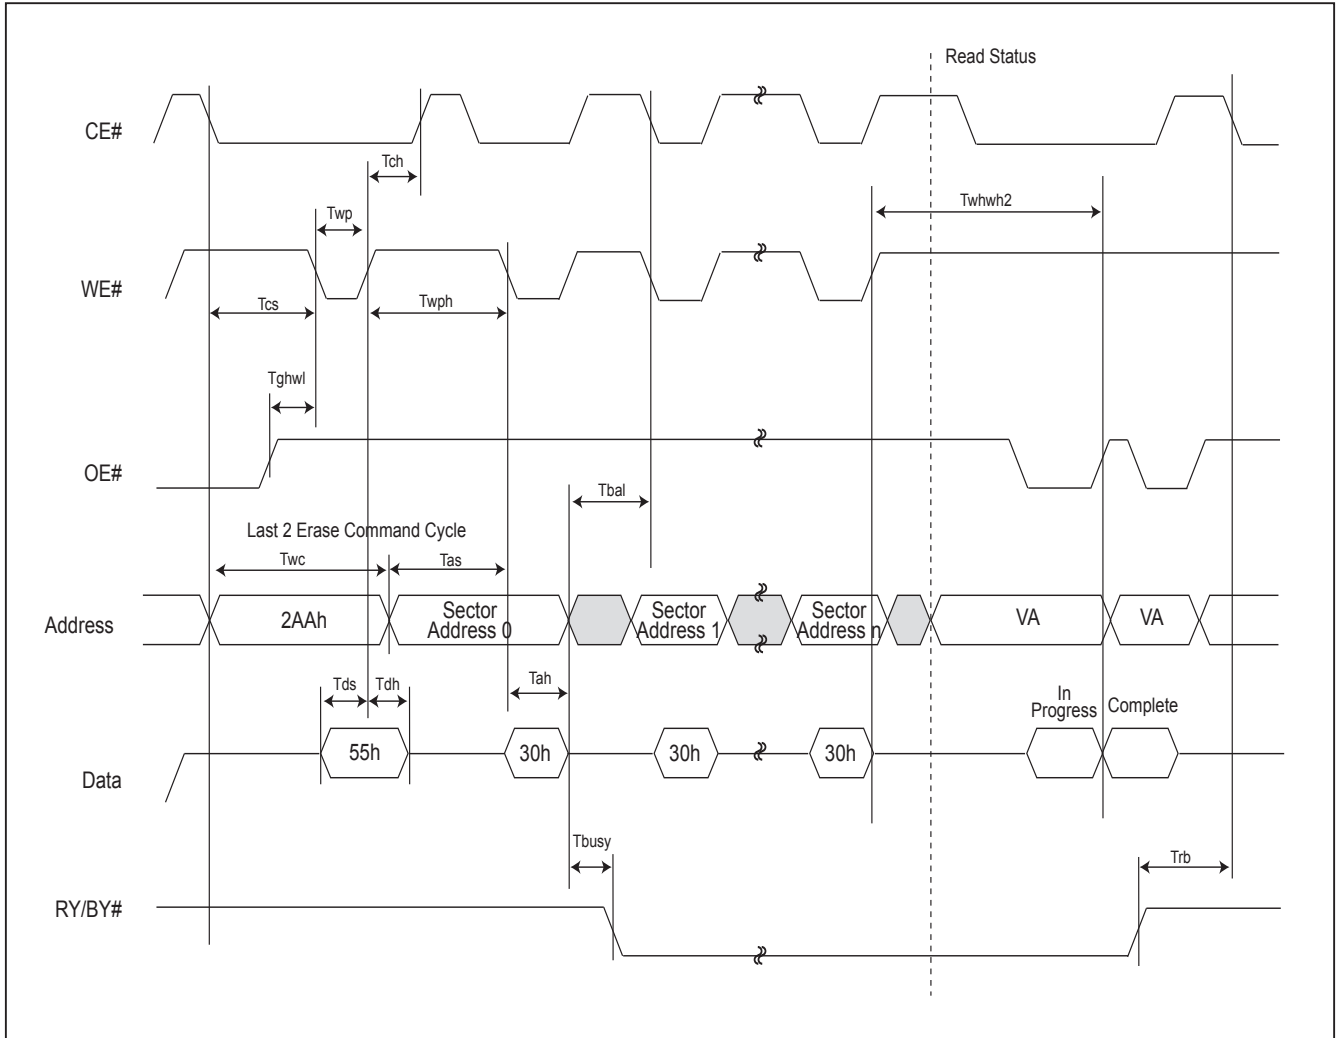 Read Status
CE#
Tch
Twhwh2
Twp
WE#
Tcs
Twph
Tghwl
OE#
Tbal
Last 2 Erase Command Cycle
Twc
Tas
Address
2AAh
Sector
Address 0
Sector
Address 1
Sector
Address n
VA
VA
Tds
Tdh
Tah
In
Progress
Complete
Data
55h
30h
30h
30h
Tbusy
Trb
RY/BY#